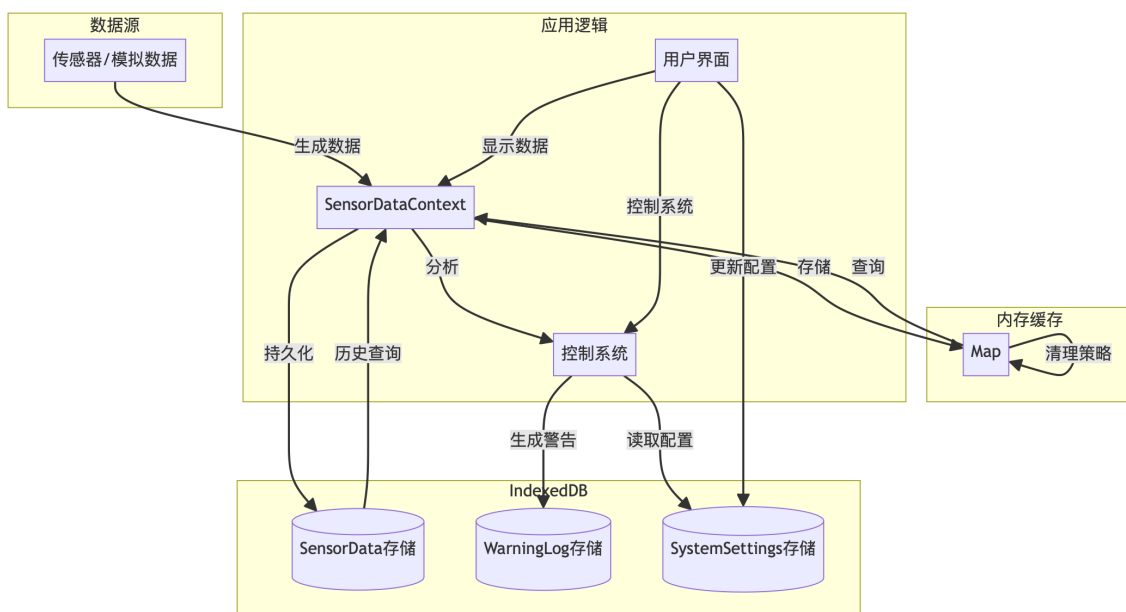 数据源
应用逻辑
传感器/模拟数据
用户界面
生成数据
显示数据
SensorDataContext
控制系统
分析
更新配置
存储
查询
内存缓存
持久化
历史查询
控制系统
Map
清理策略
生成警告
读取配置
IndexedDB
SensorData存储
WarningLog存储
SystemSettings存储